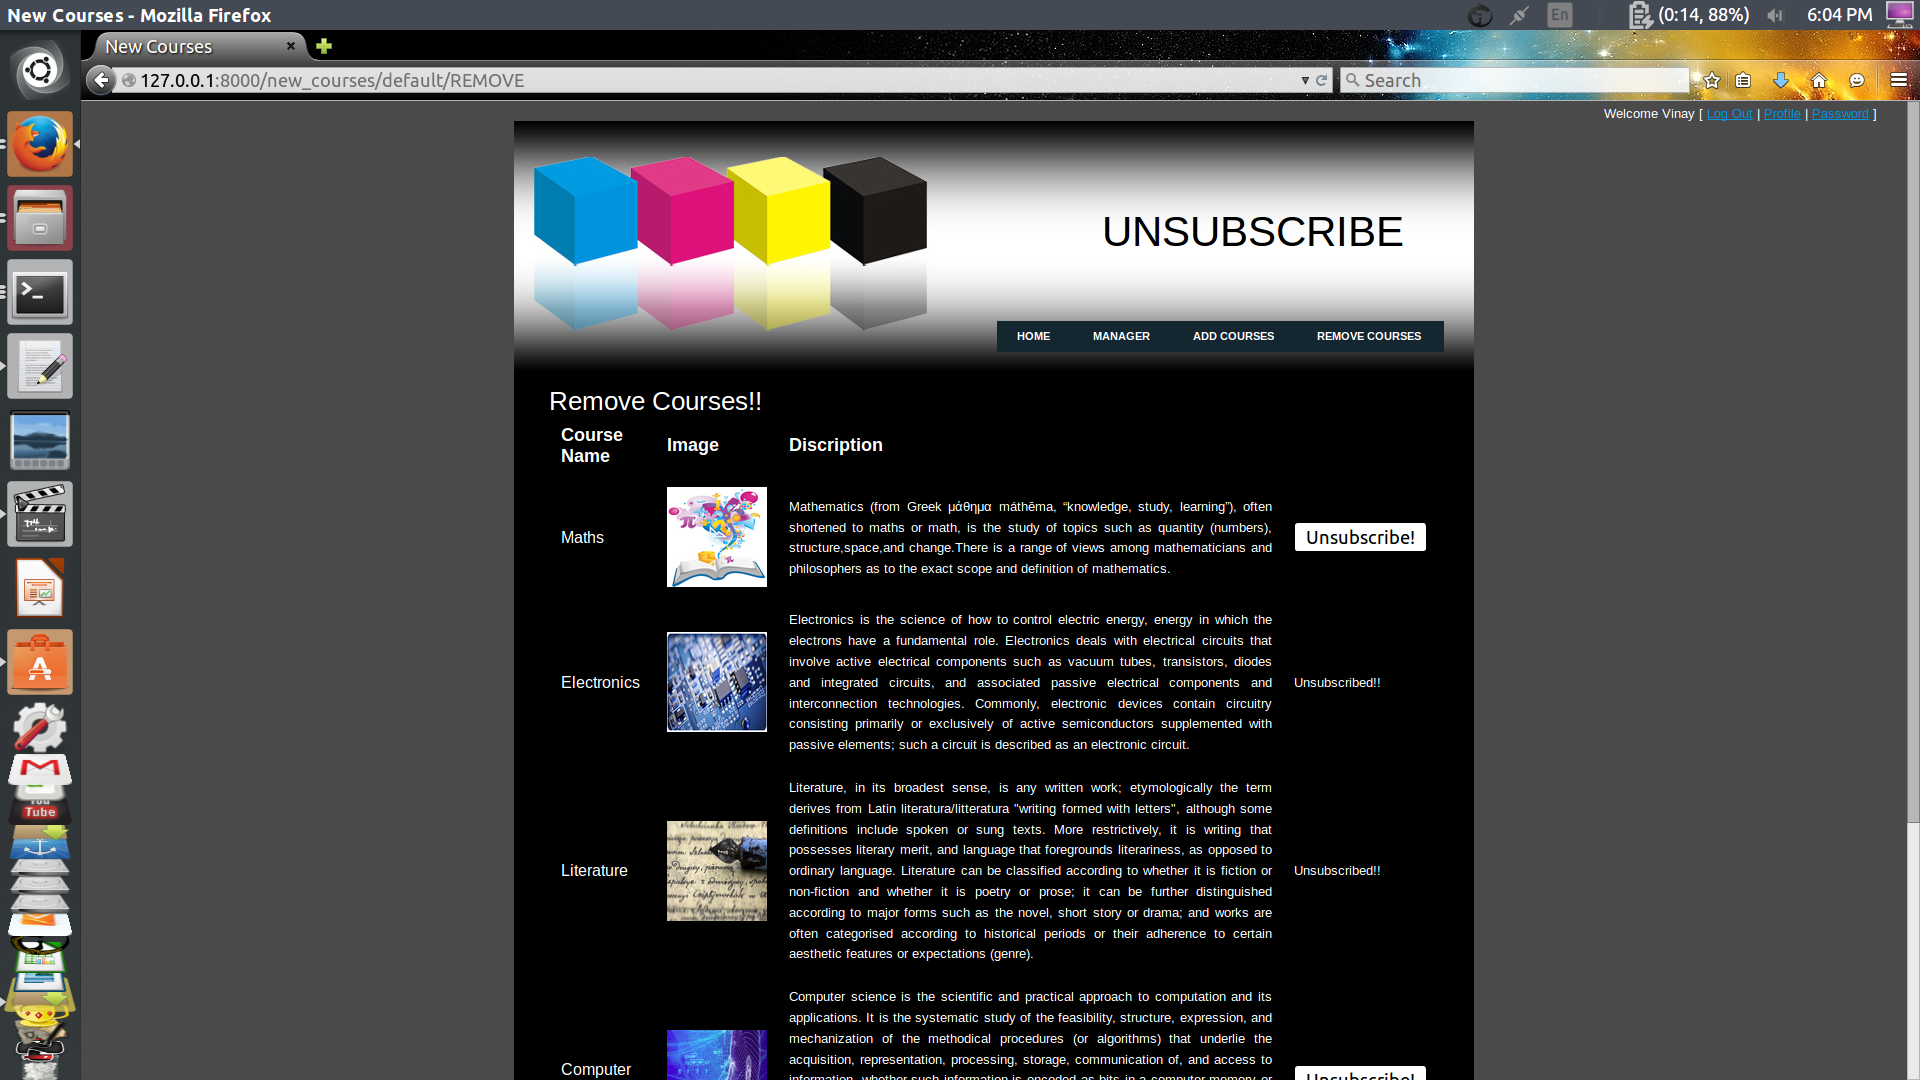 New Courses - Mozilla Firefox
En
(0:14, 88%)
6:04 PM
New Courses
127.0.0.1:8000/new_courses/default/REMOVE
Search
Welcome Vinay [ Log Out | Profile | Password ]
UNSUBSCRIBE
HOME MANAGER ADD COURSES REMOVE COURSES
Remove Courses!!
Course
Name
Image
Discription
Maths
Mathematics (from Greek μάθημα máthēma, “knowledge, study, learning”), often
shortened to maths or math, is the study of topics such as quantity (numbers),
structure,space,and change.There is a range of views among mathematicians and
philosophers as to the exact scope and definition of mathematics.
Unsubscribe!
Electronics
Electronics is the science of how to control electric energy, energy in which the
electrons have a fundamental role. Electronics deals with electrical circuits that
involve active electrical components such as vacuum tubes, transistors, diodes
and integrated circuits, and associated passive electrical components and
interconnection technologies. Commonly, electronic devices contain circuitry
consisting primarily or exclusively of active semiconductors supplemented with
passive elements; such a circuit is described as an electronic circuit.
Unsubscribed!!
Literature
Literature, in its broadest sense, is any written work; etymologically the term
derives from Latin literatura/litteratura "writing formed with letters", although some
definitions include spoken or sung texts. More restrictively, it is writing that
possesses literary merit, and language that foregrounds literariness, as opposed to
ordinary language. Literature can be classified according to whether it is fiction or
non-fiction and whether it is poetry or prose; it can be further distinguished
according to major forms such as the novel, short story or drama; and works are
often categorised according to historical periods or their adherence to certain
aesthetic features or expectations (genre).
Unsubscribed!!
Computer
Computer science is the scientific and practical approach to computation and its
applications. It is the systematic study of the feasibility, structure, expression, and
mechanization of the methodical procedures (or algorithms) that underlie the
acquisition, representation, processing, storage, communication of, and access to
information, whether such information is encoded as bits in a computer memory or
Unsubscribe!
You
Tube